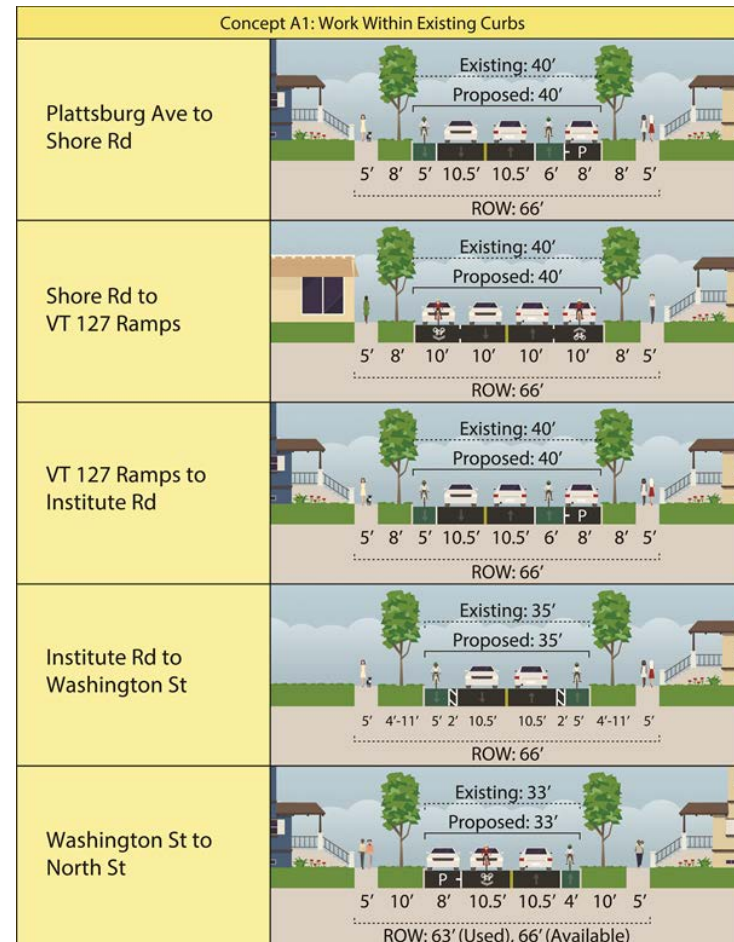 Concept A1: Work Within Existing Curbs
Plattsburg Ave to
Shore Rd
Existing: 40’
Proposed: 40’
P
5’ 8’ 5’ 10.5’ 10.5’ 6’ 8’ 8’ 5’
ROW: 66’
Shore Rd to
VT 127 Ramps
Existing: 40’
Proposed: 40’
5’ 8’ 10’ 10’ 10’ 10’ 8’ 5’
ROW: 66’
VT 127 Ramps to
Institute Rd
Existing: 40’
Proposed: 40’
P
5’ 8’ 5’ 10.5’ 10.5’ 6’ 8’ 8’ 5’
ROW: 66’
Institute Rd to
Washington St
Existing: 35’
Proposed: 35’
5’ 4’-11’ 5’ 2’ 10.5’ 10.5’ 2’ 5’ 4’-11’ 5’
ROW: 66’
Washington St to
North St
Existing: 33’
Proposed: 33’
P
5’ 10’ 8’ 10.5’ 10.5’ 4’ 10’ 5’
ROW: 63’ (Used), 66’ (Available)